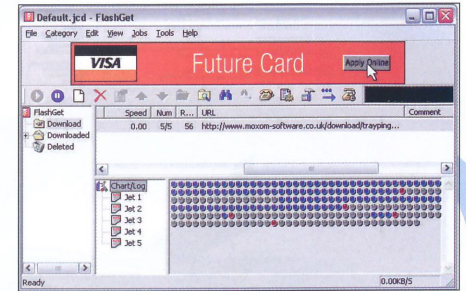 Default.jcd - FlashGet
File Category Edit View Jobs Tools Help
VISA Future Card Apply Online
FlashGet
Download
Downloaded
Deleted
Speed Num R... URL Comment
0.00 5/5 56 http://www.moxom-software.co.uk/download/trayping...
Chart/Log
Jet 1
Jet 2
Jet 3
Jet 4
Jet 5
Ready 0.00KB/S